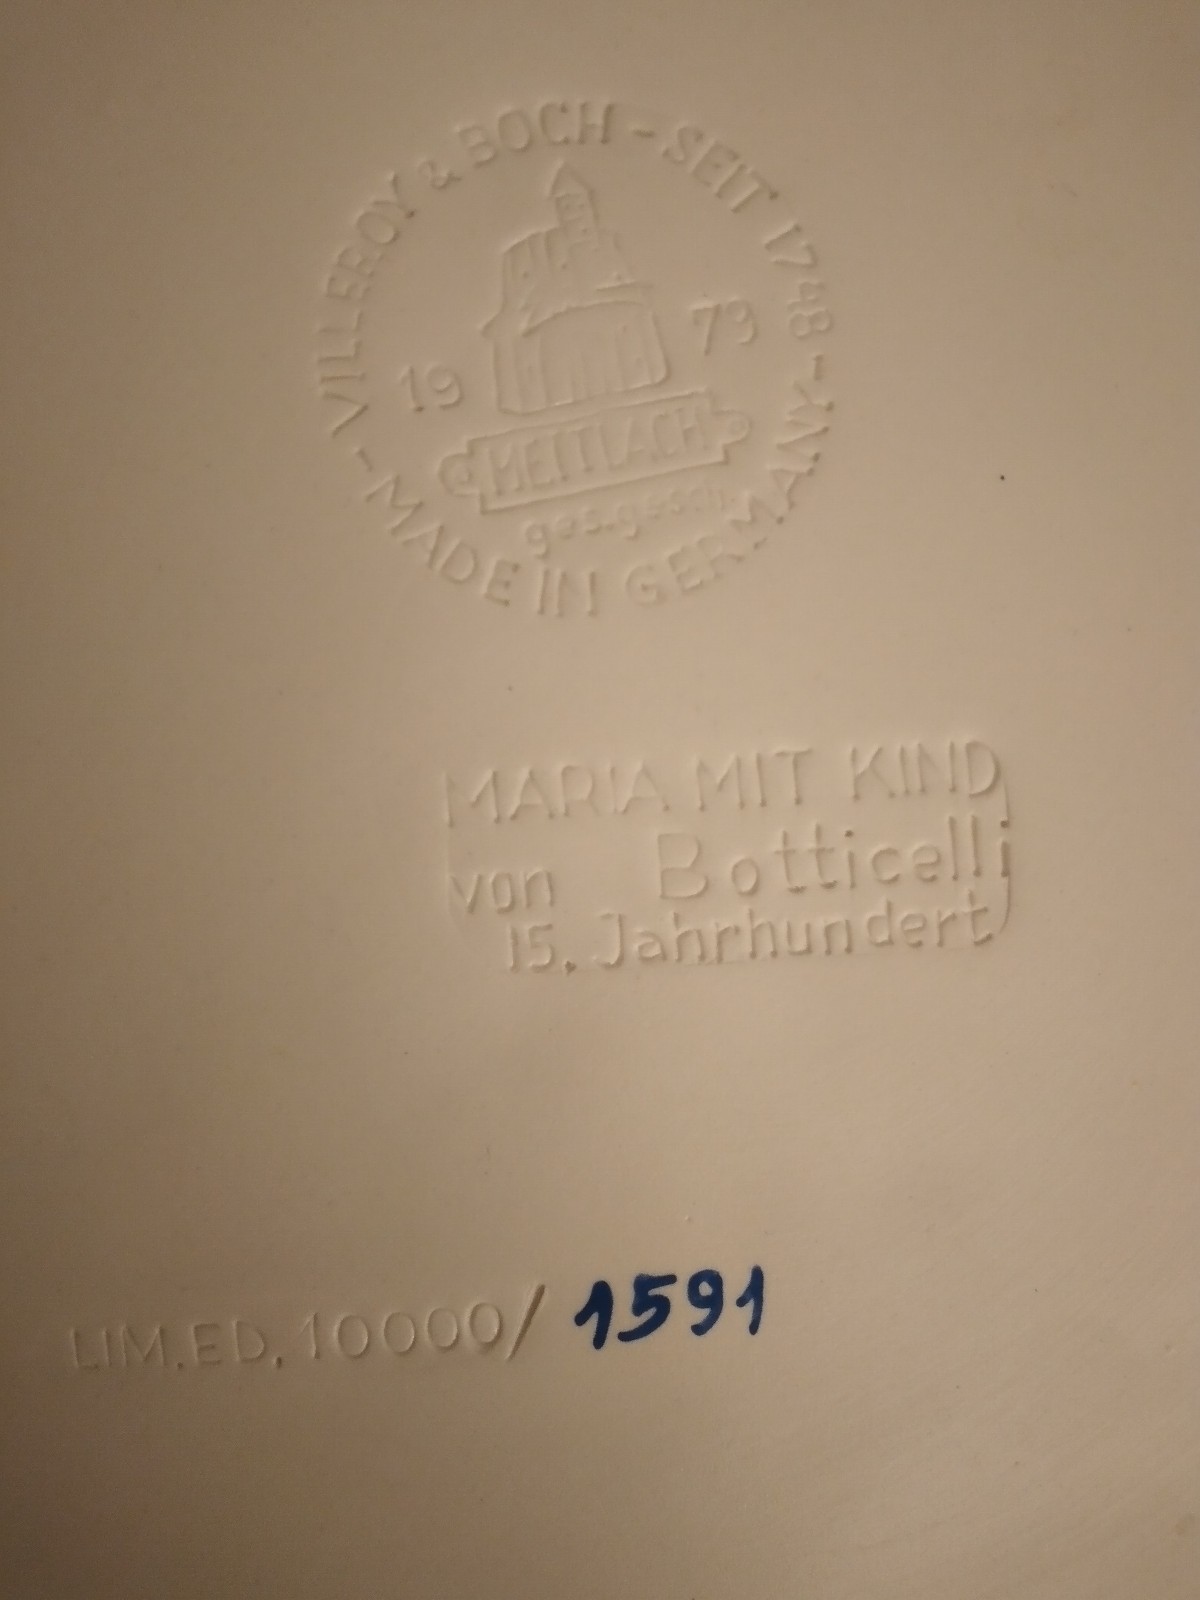 VILLEROY & BOCH - SEIT 1748 -
19 73
METTLACH
ges.gesch.
- MADE IN GERMANY
MARIA MIT KIND
von Botticelli
15. Jahrhundert
LIM.ED. 10000/ 1591